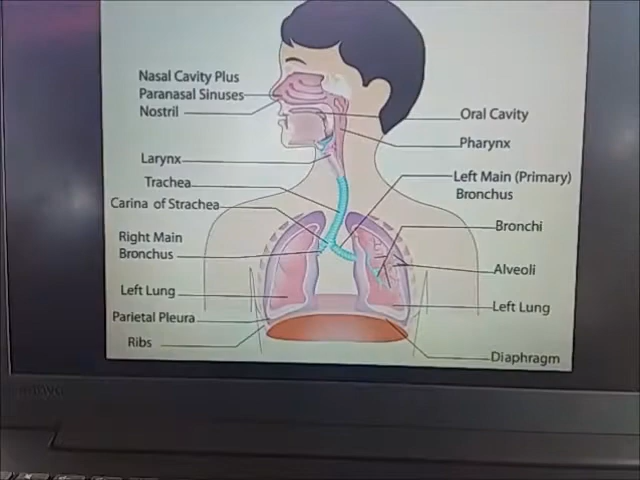 Nasal Cavity Plus
Paranasal Sinuses
Nostril
Larynx
Trachea
Carina of Strachea
Right Main
Bronchus
Left Lung
Parietal Pleura
Ribs
Oral Cavity
Pharynx
Left Main (Primary)
Bronchus
Bronchi
Alveoli
Left Lung
Diaphragm